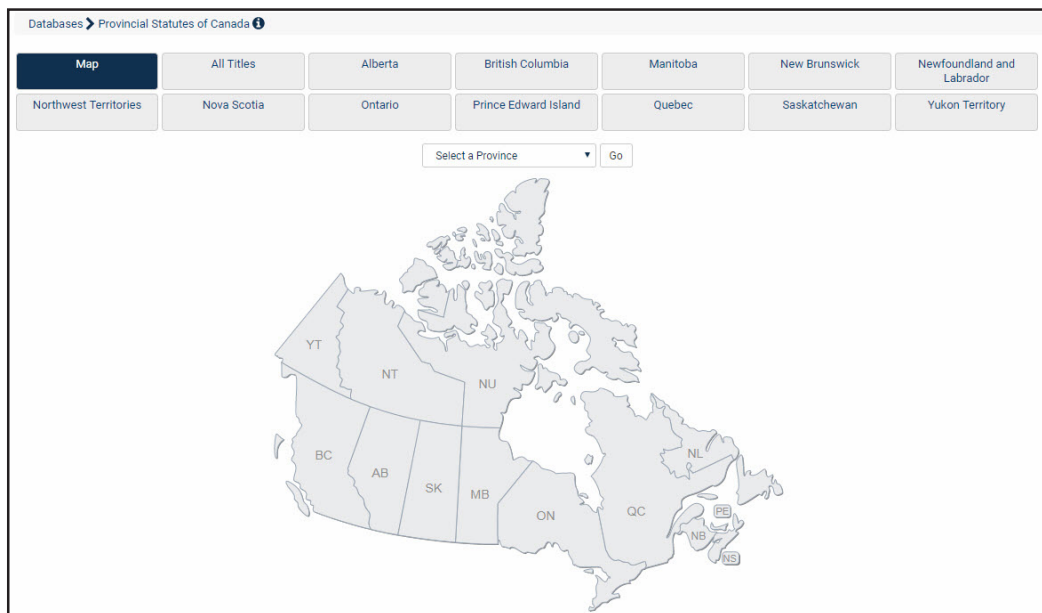 Databases > Provincial Statutes of Canada
Map
All Titles
Alberta
British Columbia
Manitoba
New Brunswick
Newfoundland and
Labrador
Northwest Territories
Nova Scotia
Ontario
Prince Edward Island
Quebec
Saskatchewan
Yukon Territory
Select a Province
Go
YT
NT
NU
BC
AB
SK
MB
ON
QC
NL
PE
NB
NS